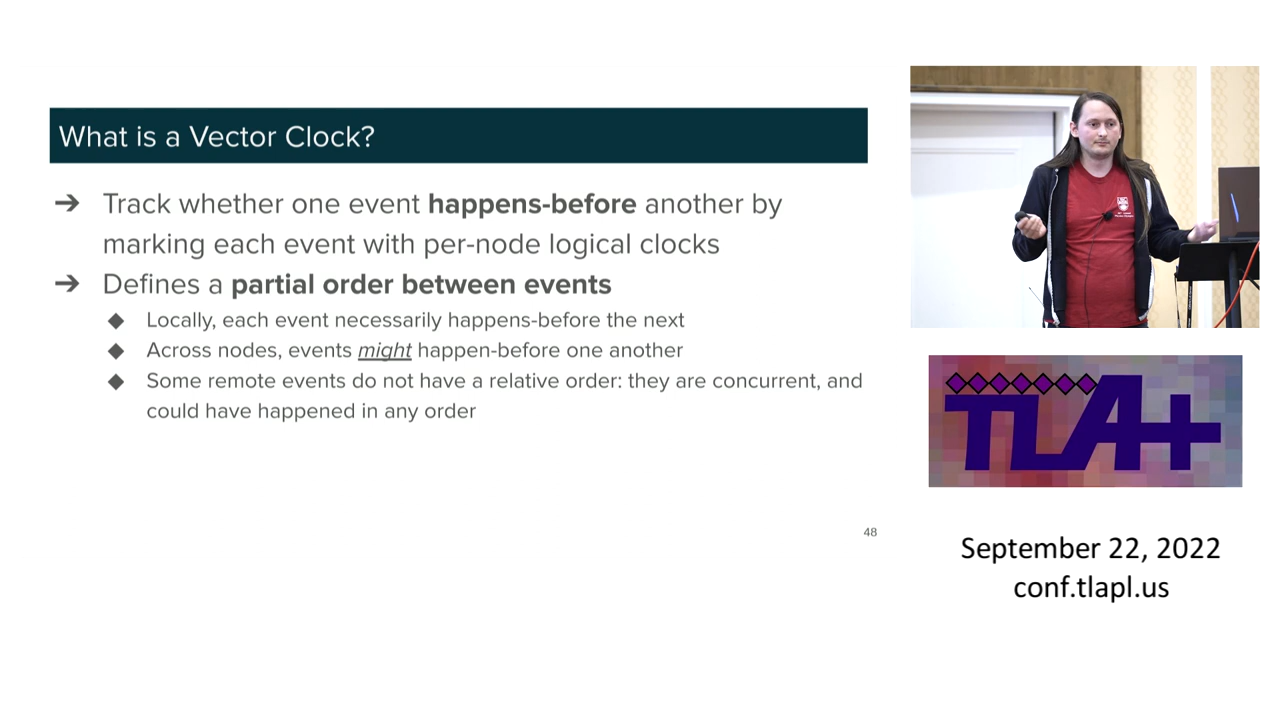 What is a Vector Clock?
➔ Track whether one event happens-before another by
marking each event with per-node logical clocks
➔ Defines a partial order between events
◆ Locally, each event necessarily happens-before the next
◆ Across nodes, events might happen-before one another
◆ Some remote events do not have a relative order: they are concurrent, and
could have happened in any order
48
TLA+
September 22, 2022
conf.tlapl.us